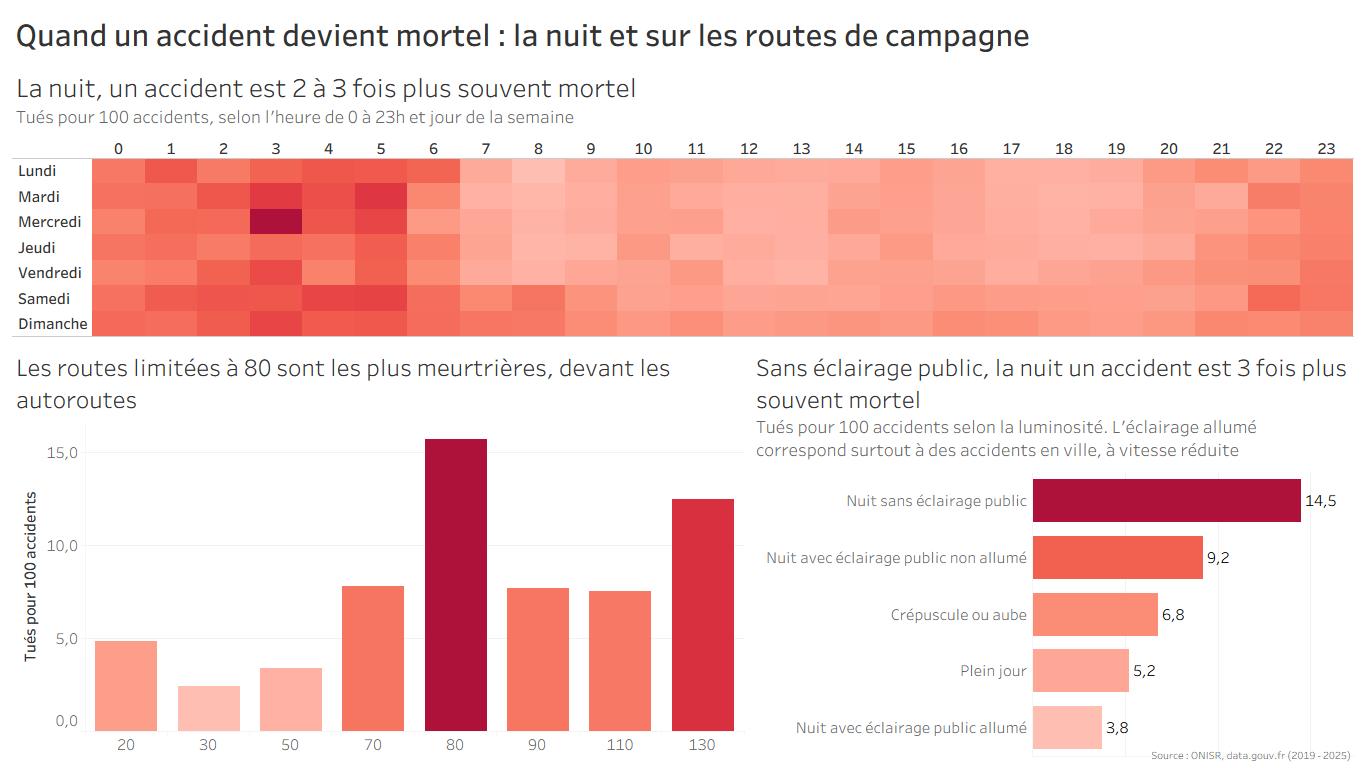 Quand un accident devient mortel : la nuit et sur les routes de campagne
La nuit, un accident est 2 à 3 fois plus souvent mortel
Tués pour 100 accidents, selon l'heure de 0 à 23h et jour de la semaine
0 1 2 3 4 5 6 7 8 9 10 11 12 13 14 15 16 17 18 19 20 21 22 23
Lundi
Mardi
Mercredi
Jeudi
Vendredi
Samedi
Dimanche
Les routes limitées à 80 sont les plus meurtrières, devant les
autoroutes
Tués pour 100 accidents
15,0
10,0
5,0
0,0
20 30 50 70 80 90 110 130
Sans éclairage public, la nuit un accident est 3 fois plus
souvent mortel
Tués pour 100 accidents selon la luminosité. L'éclairage allumé
correspond surtout à des accidents en ville, à vitesse réduite
Nuit sans éclairage public 14,5
Nuit avec éclairage public non allumé 9,2
Crépuscule ou aube 6,8
Plein jour 5,2
Nuit avec éclairage public allumé 3,8
Source : ONISR, data.gouv.fr (2019 - 2025)